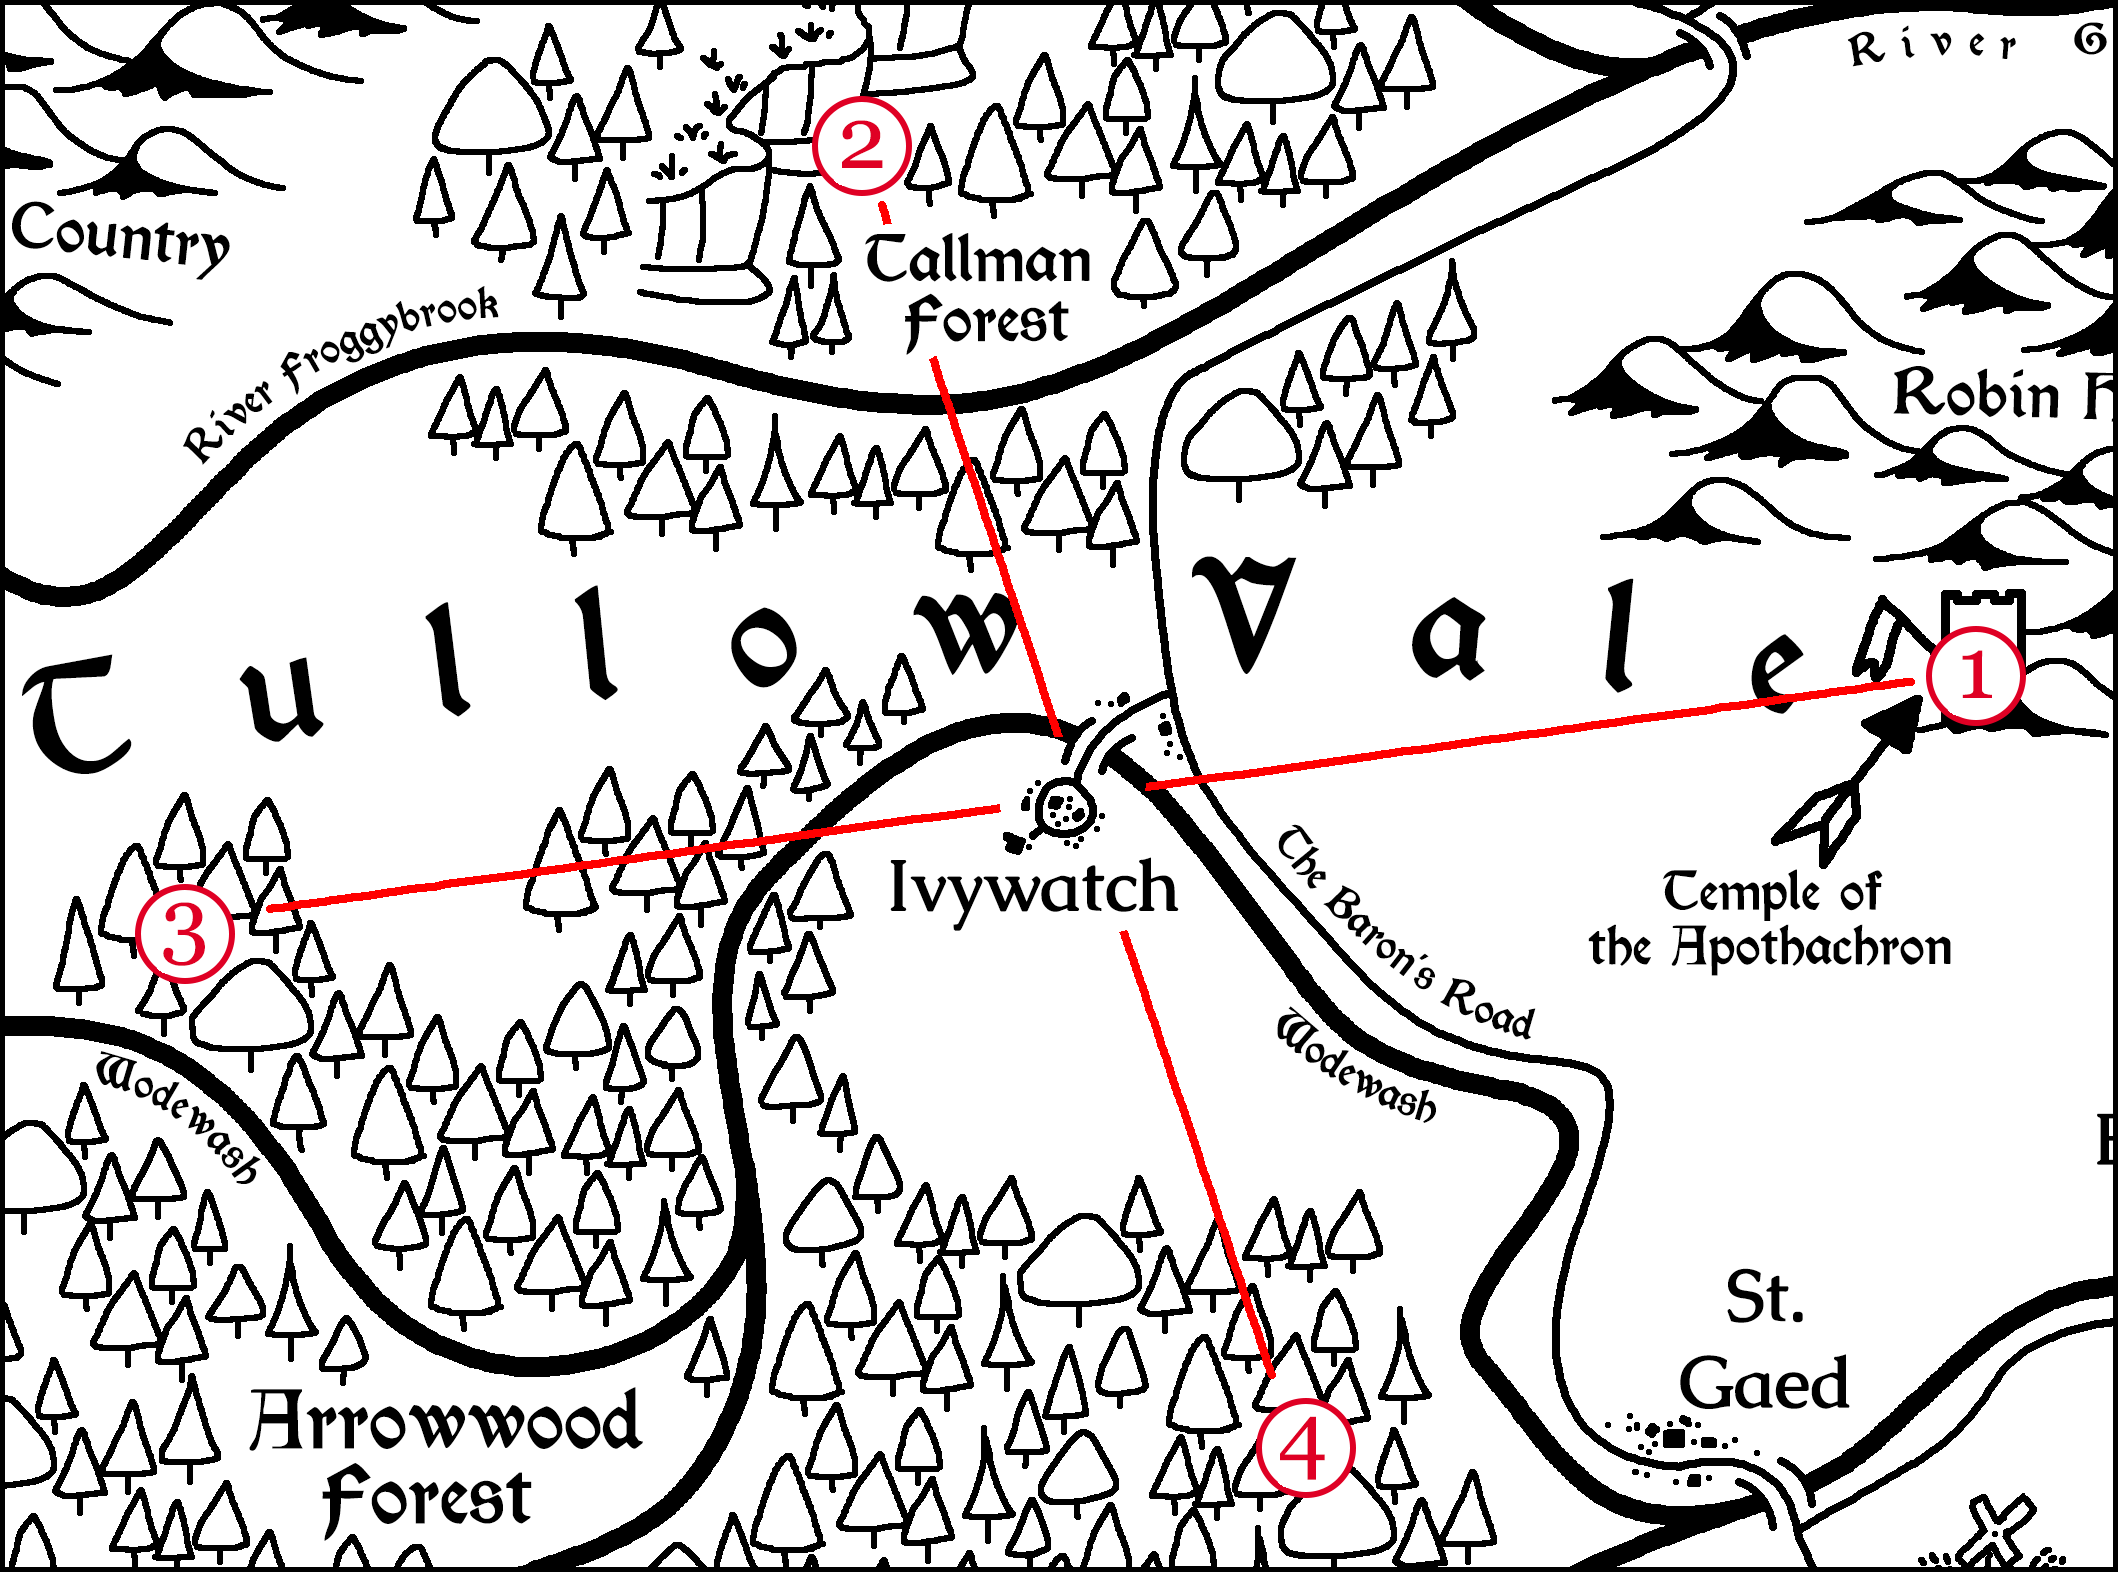 River G
2
Country
Tallman
Forest
River Froggybrook
Robin H
Tullow Vale
1
Ivywatch
The Baron's Road
Temple of
the Apothachron
3
Wodewash
Wodewash
St.
Gaed
Arrowwood
Forest
4